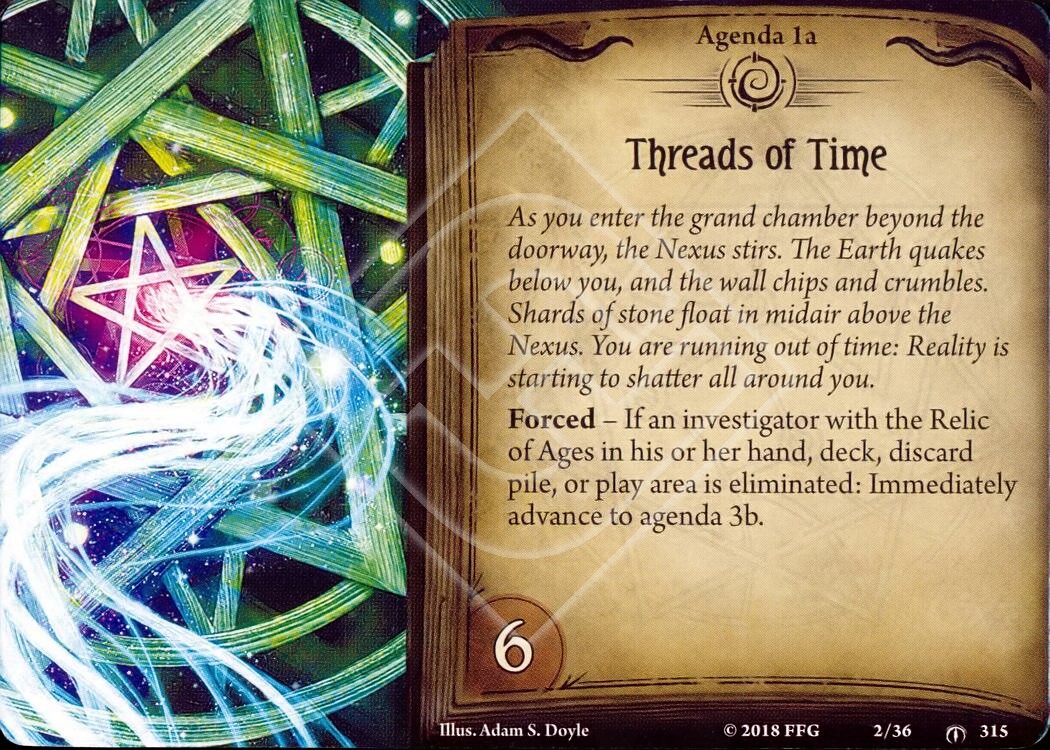 Agenda 1a
Threads of Time
As you enter the grand chamber beyond the
doorway, the Nexus stirs. The Earth quakes
below you, and the wall chips and crumbles.
Shards of stone float in midair above the
Nexus. You are running out of time: Reality is
starting to shatter all around you.
Forced – If an investigator with the Relic
of Ages in his or her hand, deck, discard
pile, or play area is eliminated: Immediately
advance to agenda 3b.
6
Illus. Adam S. Doyle © 2018 FFG 2/36 315